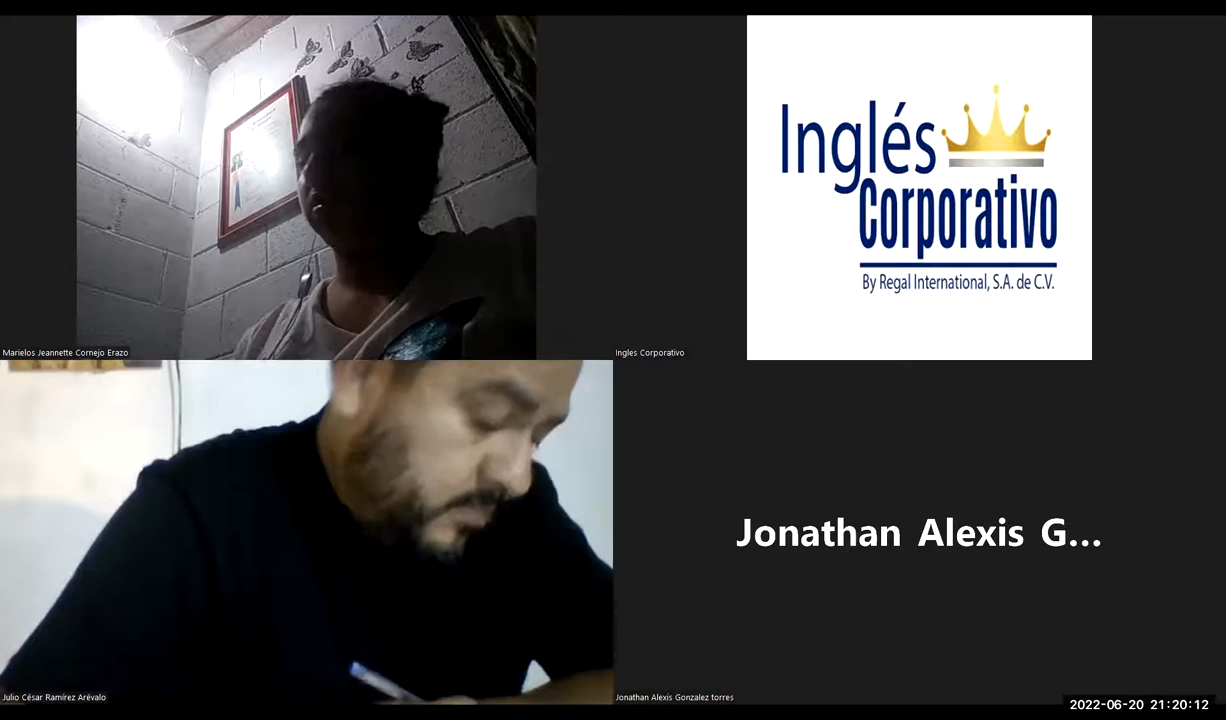 Inglés
Corporativo
By Regal International, S.A. de C.V.
Marielos Jeannette Cornejo Erazo
Ingles Corporativo
Jonathan Alexis G...
Julio César Ramírez Arévalo
Jonathan Alexis Gonzalez torres
2022-06-20 21:20:12